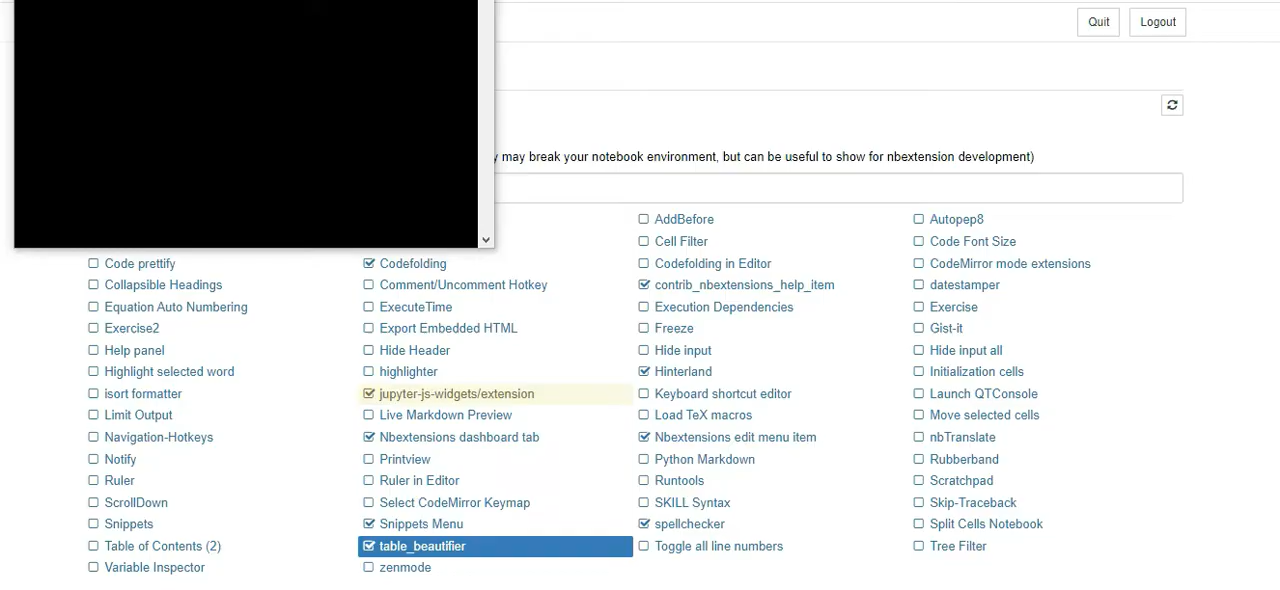 Quit Logout
y may break your notebook environment, but can be useful to show for nbextension development)
AddBefore Autopep8
Cell Filter Code Font Size
Code prettify Codefolding Codefolding in Editor CodeMirror mode extensions
Collapsible Headings Comment/Uncomment Hotkey contrib_nbextensions_help_item datestamper
Equation Auto Numbering ExecuteTime Execution Dependencies Exercise
Exercise2 Export Embedded HTML Freeze Gist-it
Help panel Hide Header Hide input Hide input all
Highlight selected word highlighter Hinterland Initialization cells
isort formatter jupyter-js-widgets/extension Keyboard shortcut editor Launch QTConsole
Limit Output Live Markdown Preview Load TeX macros Move selected cells
Navigation-Hotkeys Nbextensions dashboard tab Nbextensions edit menu item nbTranslate
Notify Printview Python Markdown Rubberband
Ruler Ruler in Editor Runtools Scratchpad
ScrollDown Select CodeMirror Keymap SKILL Syntax Skip-Traceback
Snippets Snippets Menu spellchecker Split Cells Notebook
Table of Contents (2) table_beautifier Toggle all line numbers Tree Filter
Variable Inspector zenmode